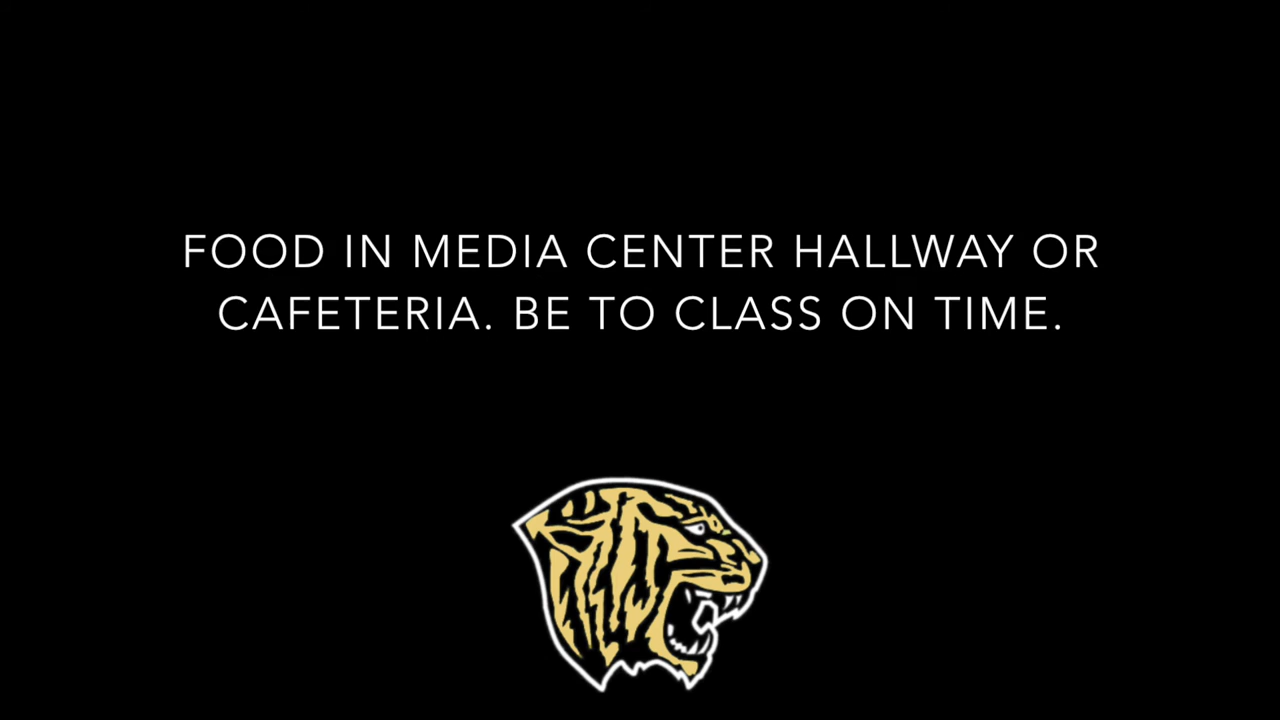 FOOD IN MEDIA CENTER HALLWAY OR
CAFETERIA. BE TO CLASS ON TIME.